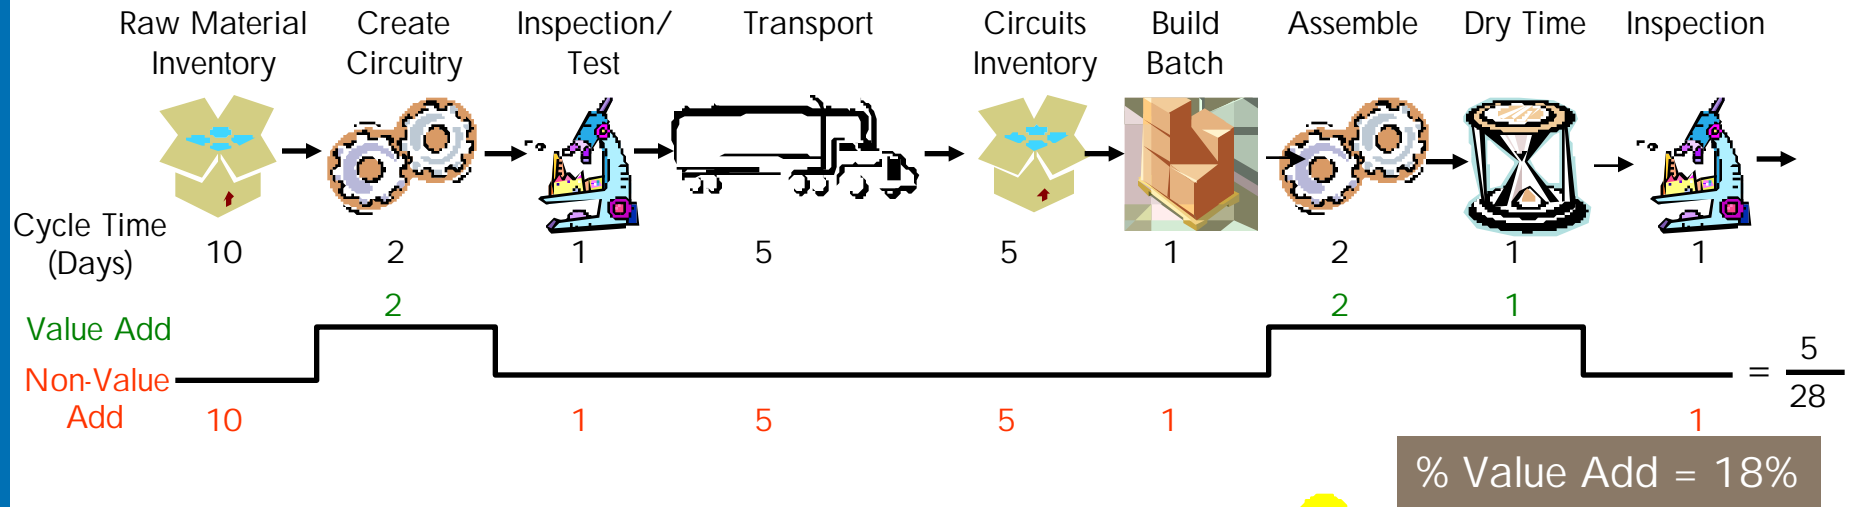 Raw Material
Inventory
Create
Circuitry
Inspection/
Test
Transport
Circuits
Inventory
Build
Batch
Assemble
Dry Time
Inspection
Cycle Time
(Days)
10
2
1
5
5
1
2
1
1
Value Add
2
2
1
Non-Value
Add
10
1
5
5
1
1
= 5
28
% Value Add = 18%